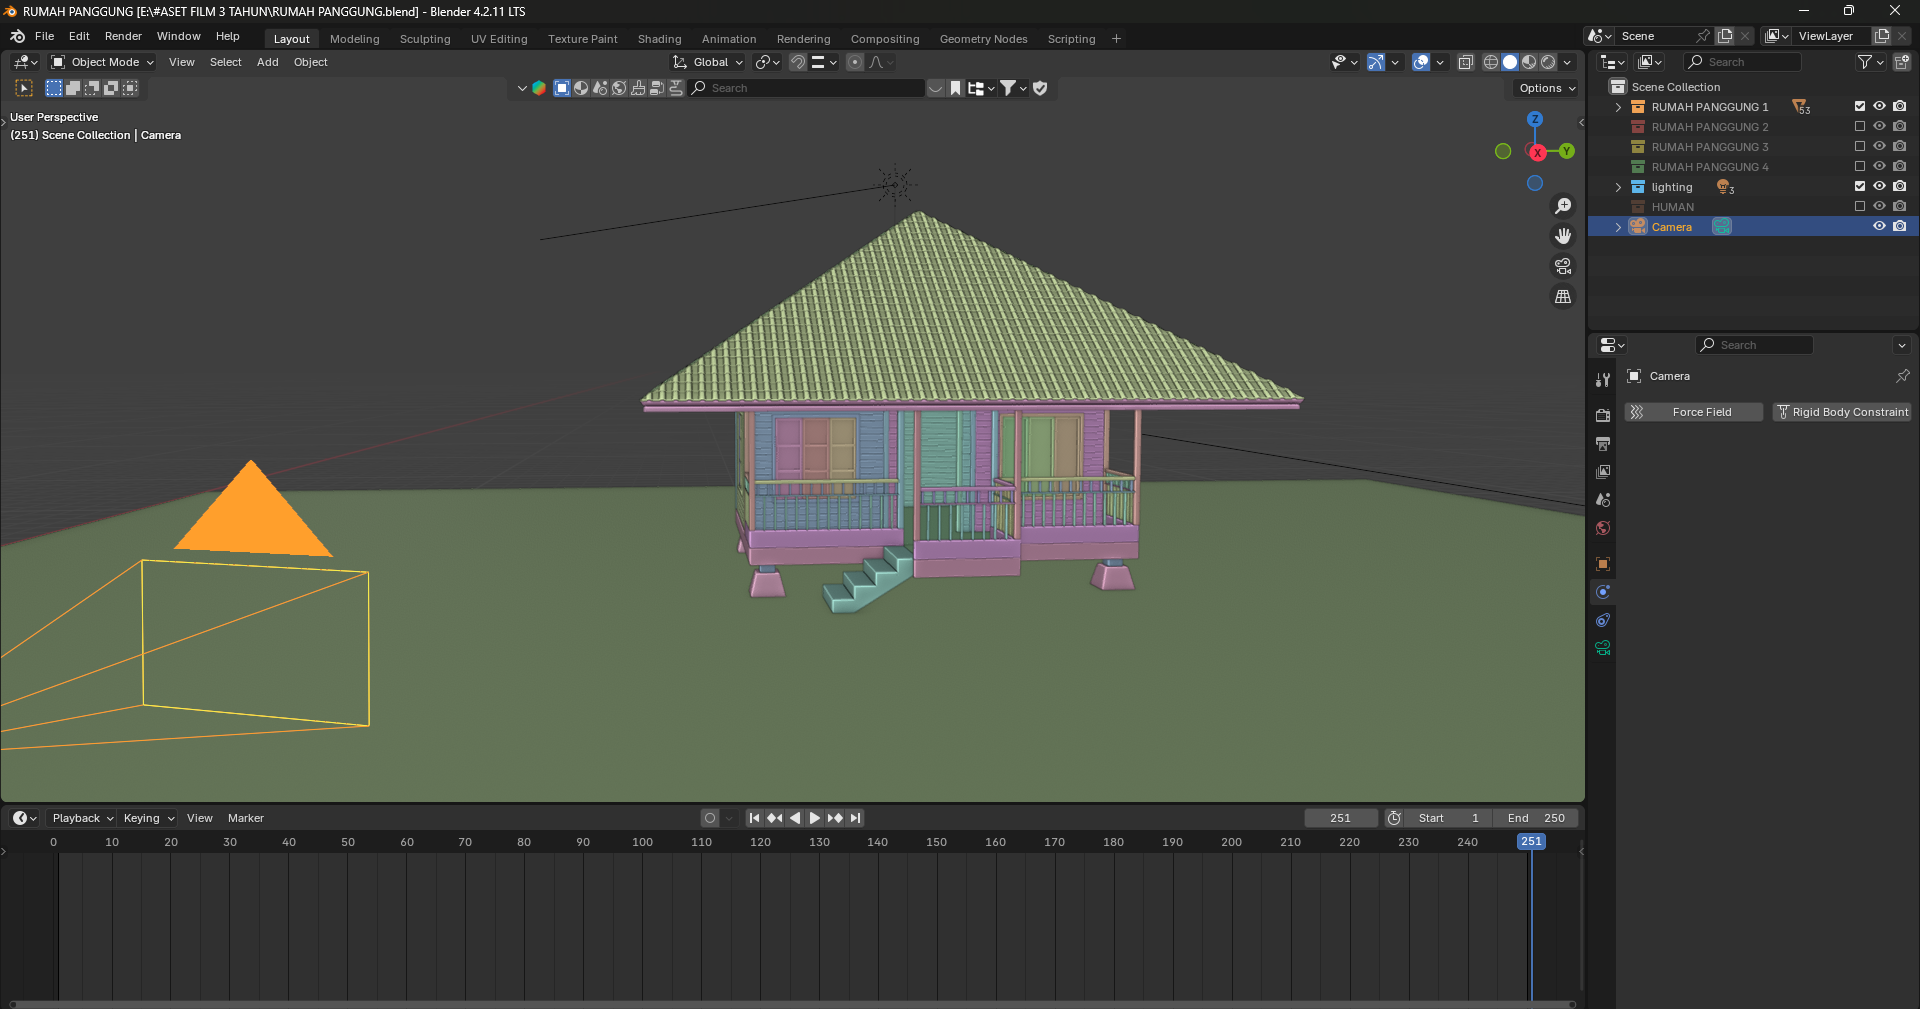 RUMAH PANGGUNG [E:\#ASET FILM 3 TAHUN\RUMAH PANGGUNG.blend] - Blender 4.2.11 LTS
File Edit Render Window Help Layout Modeling Sculpting UV Editing Texture Paint Shading Animation Rendering Compositing Geometry Nodes Scripting + Scene ViewLayer
Object Mode View Select Add Object Global Search
Search Options
User Perspective
(251) Scene Collection | Camera
Z
X Y
Scene Collection
RUMAH PANGGUNG 1 53
RUMAH PANGGUNG 2
RUMAH PANGGUNG 3
RUMAH PANGGUNG 4
lighting 3
HUMAN
Camera
Search
Camera
Force Field Rigid Body Constraint
Playback Keying View Marker 251 Start 1 End 250
0 10 20 30 40 50 60 70 80 90 100 110 120 130 140 150 160 170 180 190 200 210 220 230 240 251